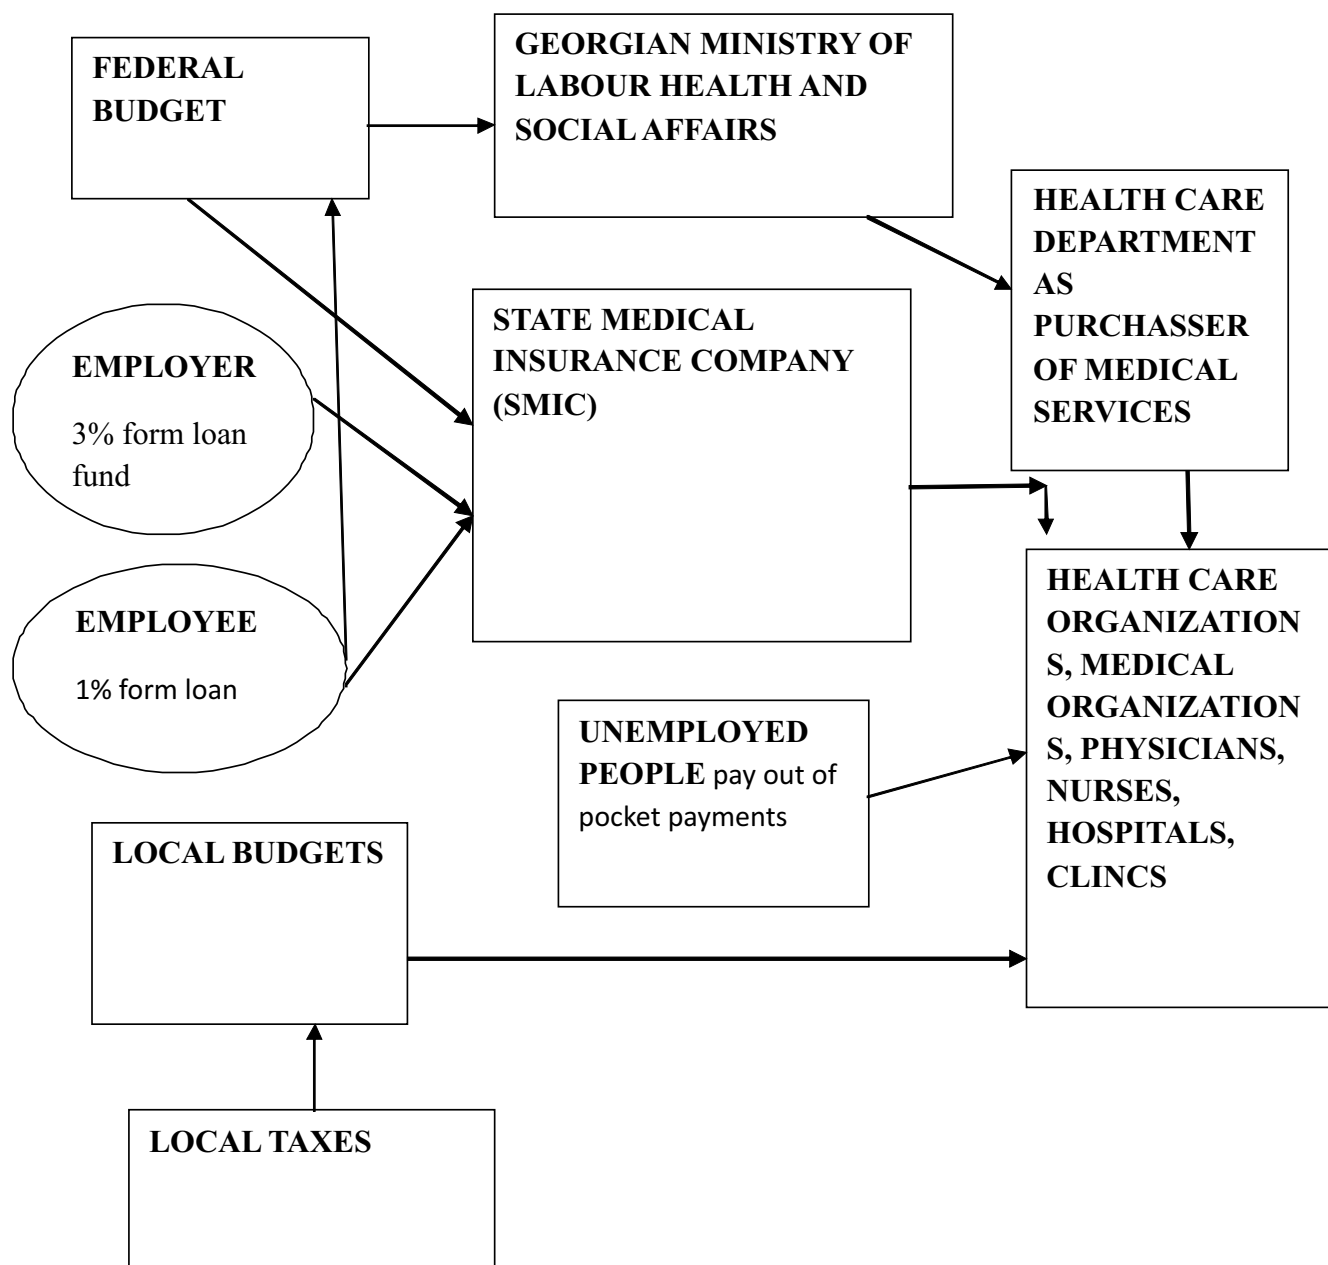 FEDERAL
BUDGET
GEORGIAN MINISTRY OF
LABOUR HEALTH AND
SOCIAL AFFAIRS
HEALTH CARE
DEPARTMENT
AS
PURCHASSER
OF MEDICAL
SERVICES
STATE MEDICAL
INSURANCE COMPANY
(SMIC)
EMPLOYER
3% form loan
fund
EMPLOYEE
1% form loan
HEALTH CARE
ORGANIZATION
S, MEDICAL
ORGANIZATION
S, PHYSICIANS,
NURSES,
HOSPITALS,
CLINCS
UNEMPLOYED
PEOPLE pay out of
pocket payments
LOCAL BUDGETS
LOCAL TAXES